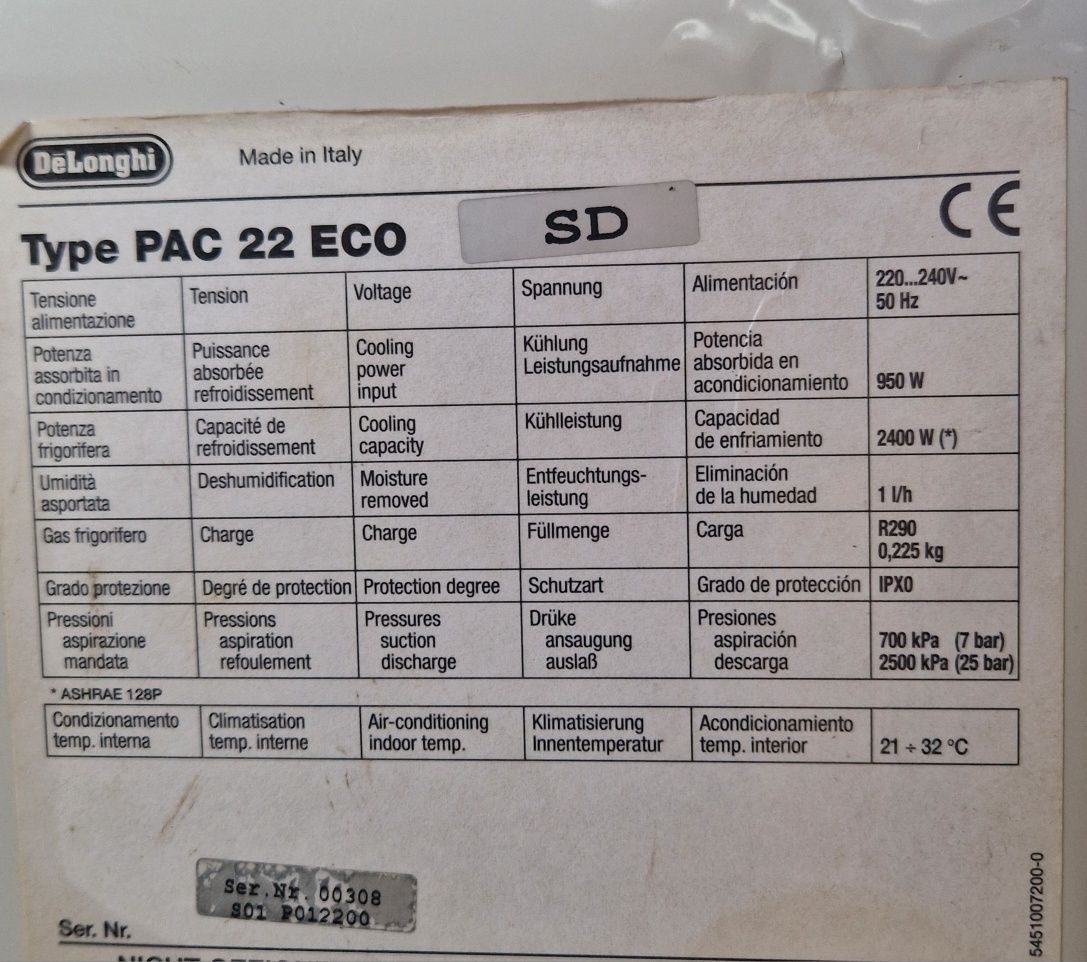 DeLonghi
Made in Italy
CE
Type PAC 22 ECO
SD
Tensione alimentazione Tension Voltage Spannung Alimentación 220...240V~ 50 Hz
Potenza assorbita in condizionamento Puissance absorbée refroidissement Cooling power input Kühlung Leistungsaufnahme Potencia absorbida en acondicionamiento 950 W
Potenza frigorifera Capacité de refroidissement Cooling capacity Kühlleistung Capacidad de enfriamiento 2400 W (*)
Umidità asportata Deshumidification Moisture removed Entfeuchtungs-leistung Eliminación de la humedad 1 l/h
Gas frigorifero Charge Charge Füllmenge Carga R290 0,225 kg
Grado protezione Degré de protection Protection degree Schutzart Grado de protección IPX0
Pressioni aspirazione mandata Pressions aspiration refoulement Pressures suction discharge Drüke ansaugung auslaß Presiones aspiración descarga 700 kPa (7 bar) 2500 kPa (25 bar)
* ASHRAE 128P
Condizionamento temp. interna Climatisation temp. interne Air-conditioning indoor temp. Klimatisierung Innentemperatur Acondicionamiento temp. interior 21 ÷ 32 °C
Ser.Nr. 00308
S01 P012200
Ser. Nr.
5451007200-0